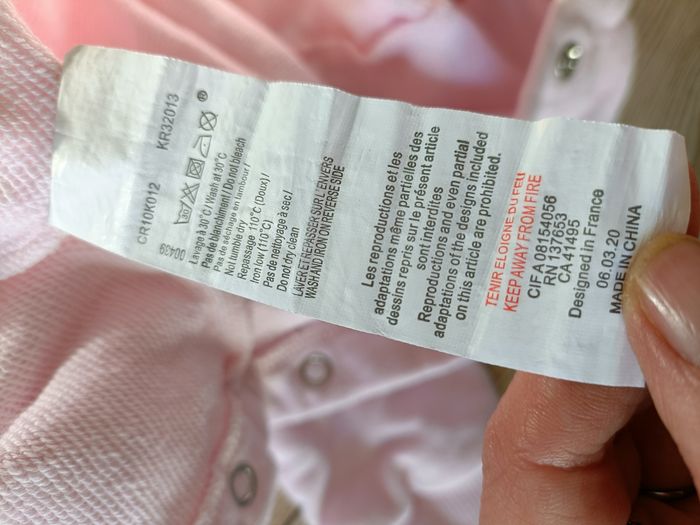 CR10K012 KR32013
00439
Lavage à 30°C) Wash at 30°C
Pas de blanchiment / Do not bleach
Pas de séchage en tambour /
Not tumble dry
Repassage : 110°C (Doux) /
Iron low (110°C)
Pas de nettoyage à sec /
Do not dry clean
LAVER ET REPASSER SUR L'ENVERS
WASH AND IRON ON REVERSE SIDE
Les reproductions et les
adaptations même partielles des
dessins repris sur le présent article
sont interdites
Reproductions and even partial
adaptations of the designs included
on this article are prohibited.
TENIR ELOIGNE DU FEU
KEEP AWAY FROM FIRE
CIF A 08154096
RN 137653
CA 41495
Designed in France
06.03.20
MADE IN CHINA